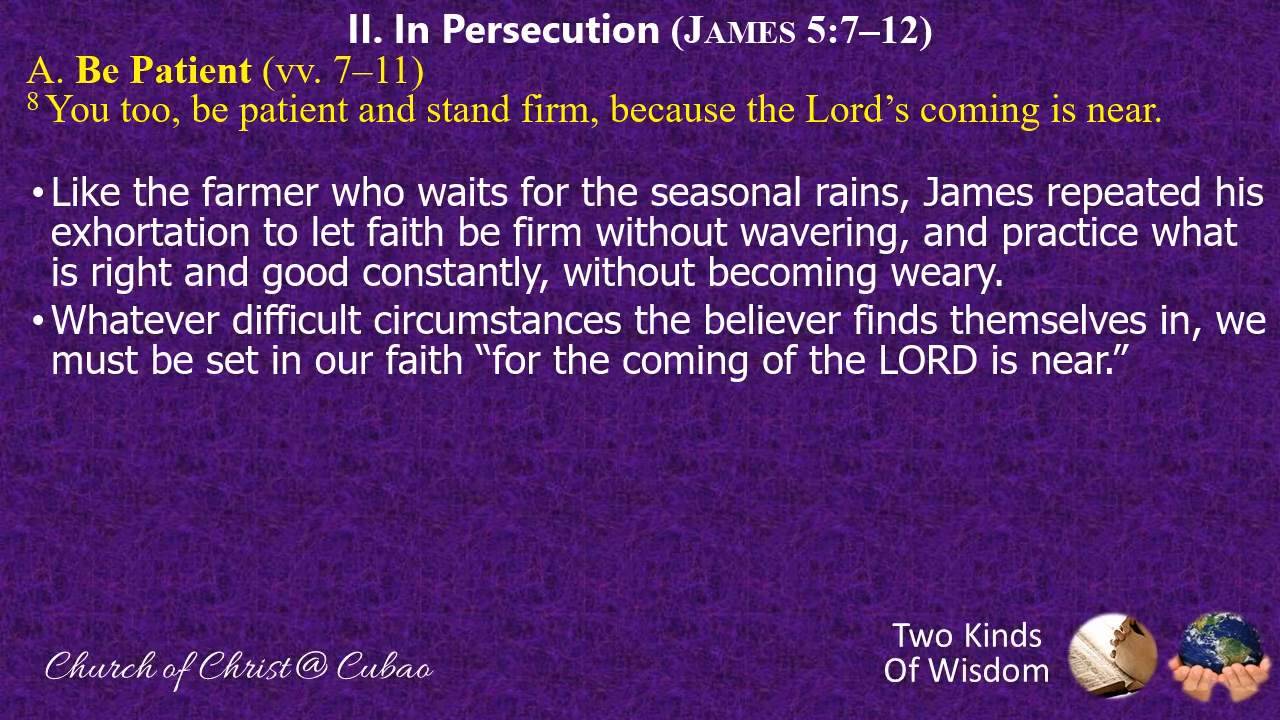 II. In Persecution (JAMES 5:7–12)
A. Be Patient (vv. 7–11)
8 You too, be patient and stand firm, because the Lord’s coming is near.
• Like the farmer who waits for the seasonal rains, James repeated his
exhortation to let faith be firm without wavering, and practice what
is right and good constantly, without becoming weary.
• Whatever difficult circumstances the believer finds themselves in, we
must be set in our faith “for the coming of the LORD is near.”
Two Kinds
Of Wisdom
Church of Christ@ Cubao